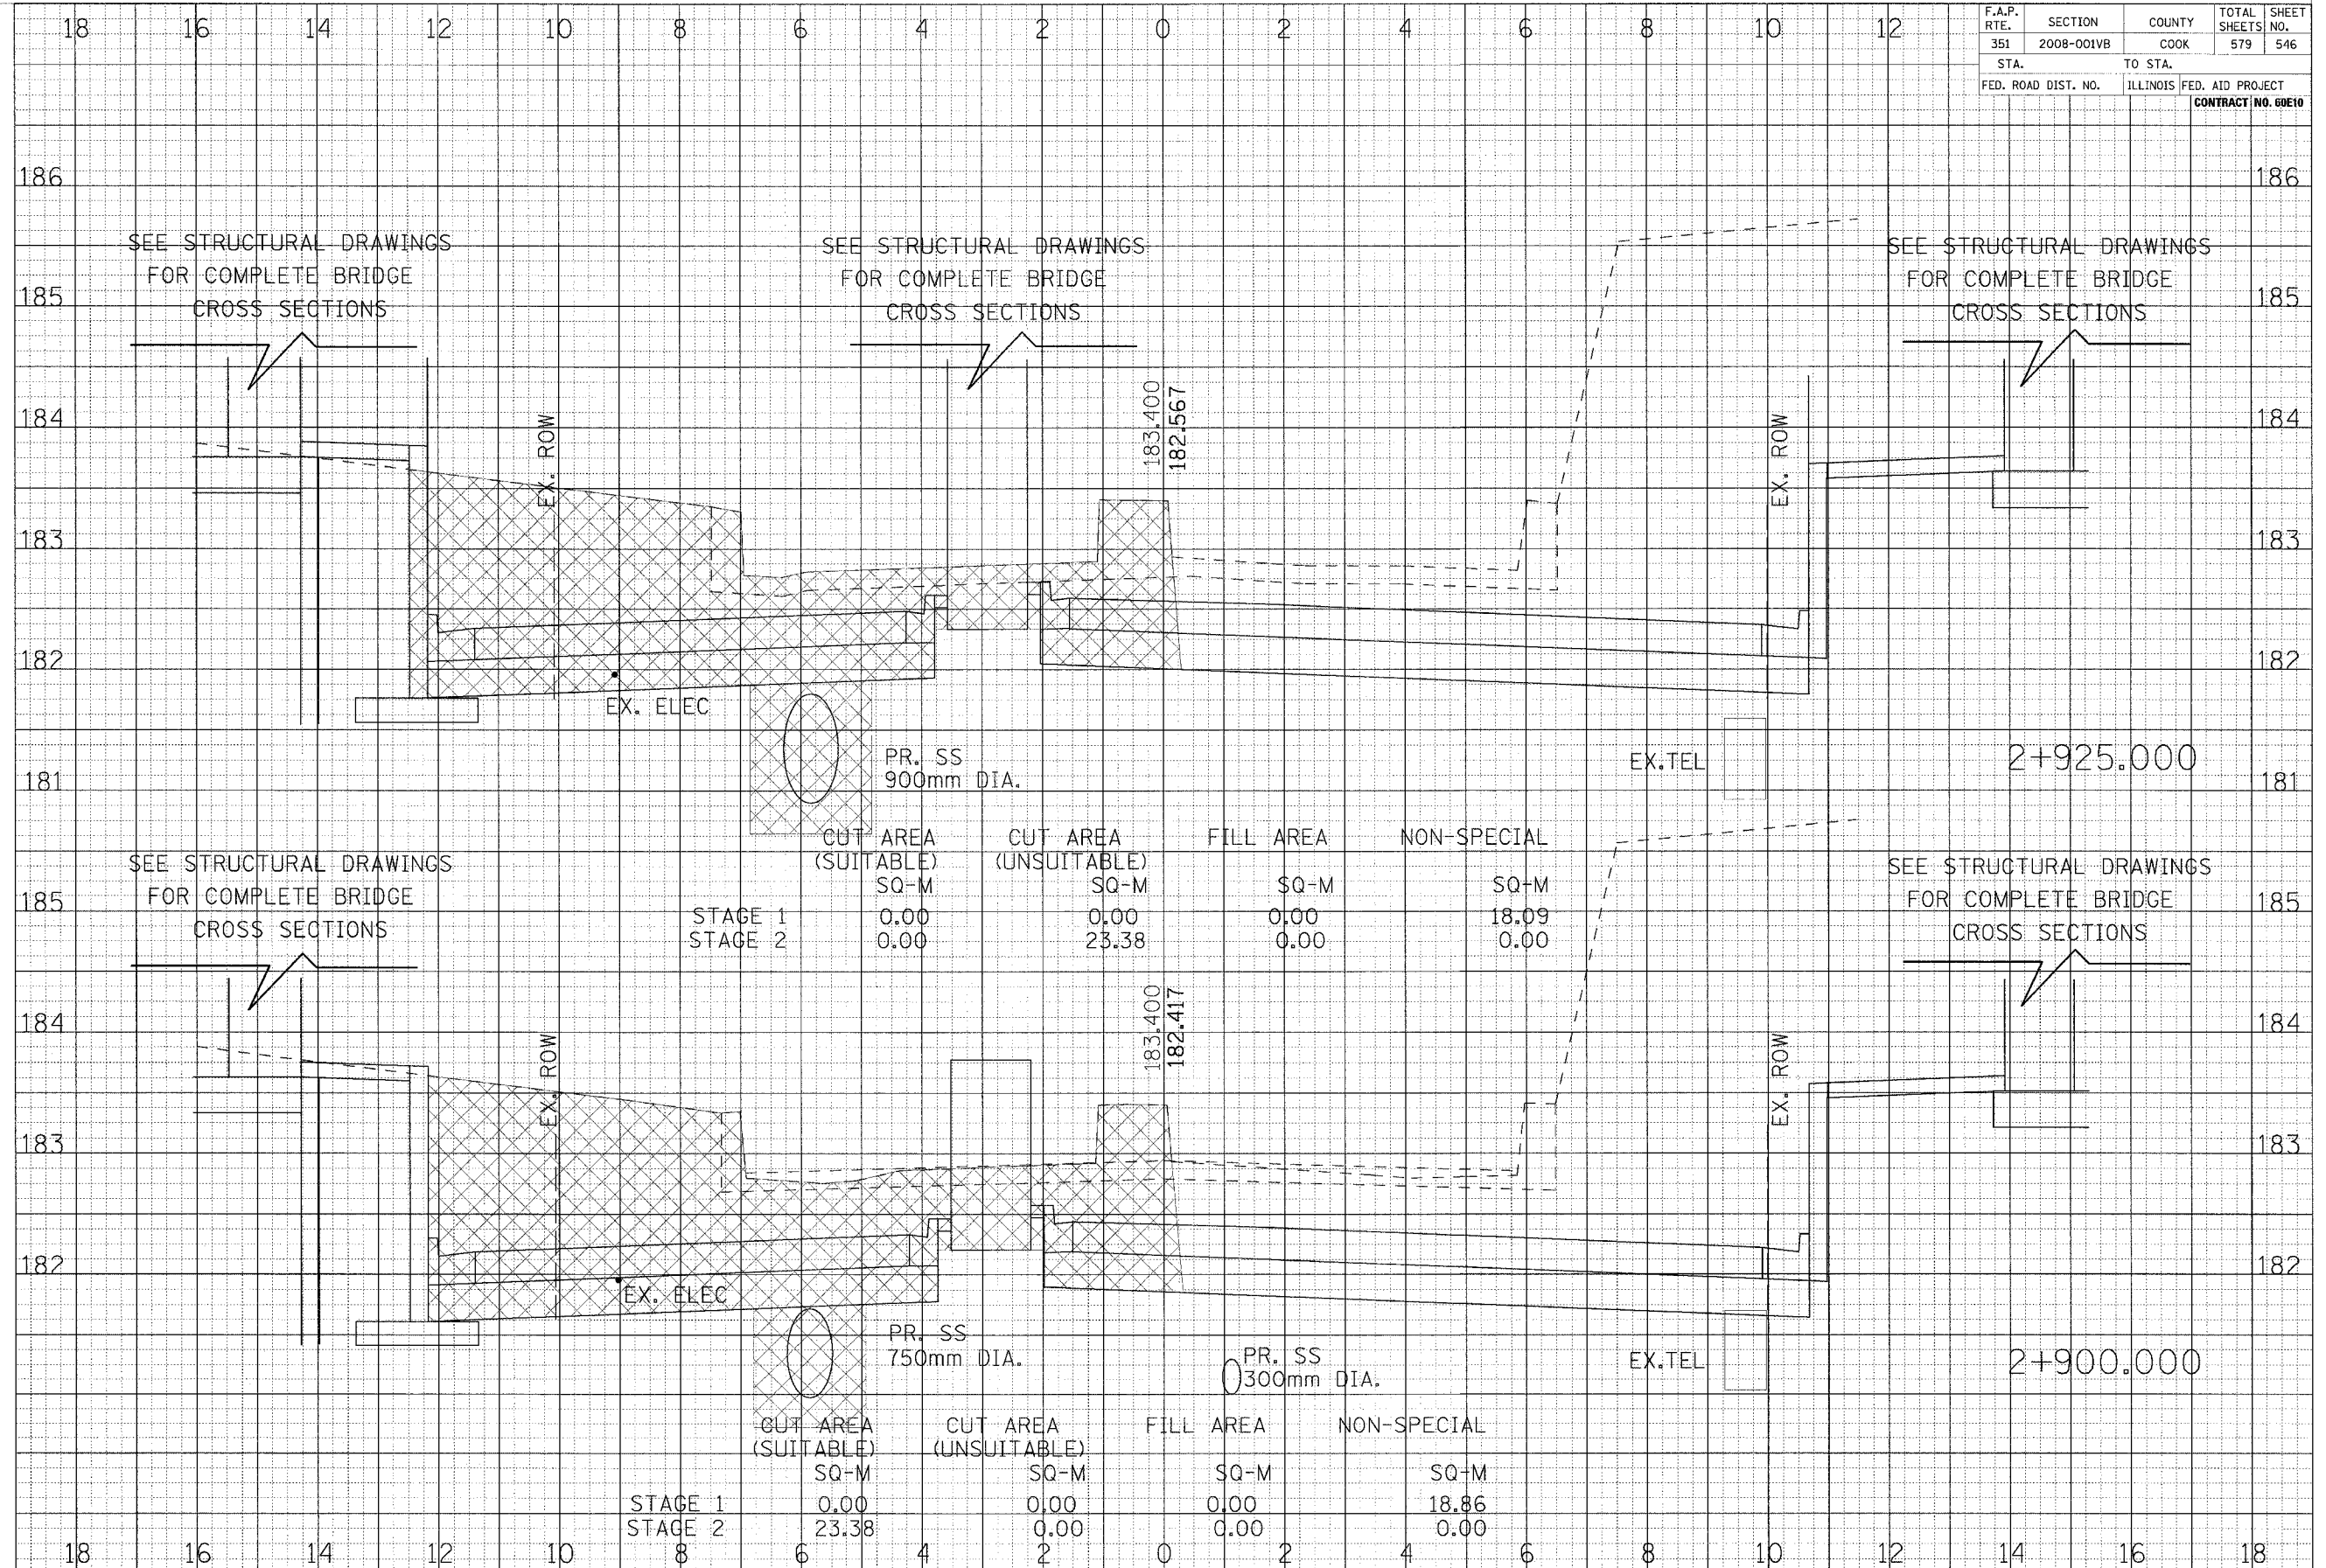 18 16 14 12 10 8 6 4 2 0 2 4 6 8 10 12
F.A.P. RTE. SECTION COUNTY TOTAL SHEETS SHEET NO.
351 2008-001VB COOK 579 546
STA. TO STA.
FED. ROAD DIST. NO. ILLINOIS FED. AID PROJECT
CONTRACT NO. 60E10
186 186
SEE STRUCTURAL DRAWINGS
FOR COMPLETE BRIDGE
CROSS SECTIONS
SEE STRUCTURAL DRAWINGS
FOR COMPLETE BRIDGE
CROSS SECTIONS
SEE STRUCTURAL DRAWINGS
FOR COMPLETE BRIDGE
CROSS SECTIONS
185 185
184 184
EX. ROW
183.400
182.567
EX. ROW
183 183
182 182
EX. ELEC
PR. SS
900mm DIA.
EX.TEL
2+925.000
181 181
CUT AREA CUT AREA FILL AREA NON-SPECIAL
(SUITABLE) (UNSUITABLE)
SQ-M SQ-M SQ-M SQ-M
STAGE 1 0.00 0.00 0.00 18.09
STAGE 2 0.00 23.38 0.00 0.00
SEE STRUCTURAL DRAWINGS
FOR COMPLETE BRIDGE
CROSS SECTIONS
SEE STRUCTURAL DRAWINGS
FOR COMPLETE BRIDGE
CROSS SECTIONS
185 185
184 184
EX. ROW
183.400
182.417
EX. ROW
183 183
182 182
EX. ELEC
PR. SS
750mm DIA.
PR. SS
300mm DIA.
EX.TEL
2+900.000
CUT AREA CUT AREA FILL AREA NON-SPECIAL
(SUITABLE) (UNSUITABLE)
SQ-M SQ-M SQ-M SQ-M
STAGE 1 0.00 0.00 0.00 18.86
STAGE 2 23.38 0.00 0.00 0.00
18 16 14 12 10 8 6 4 2 0 2 4 6 8 10 12 14 16 18